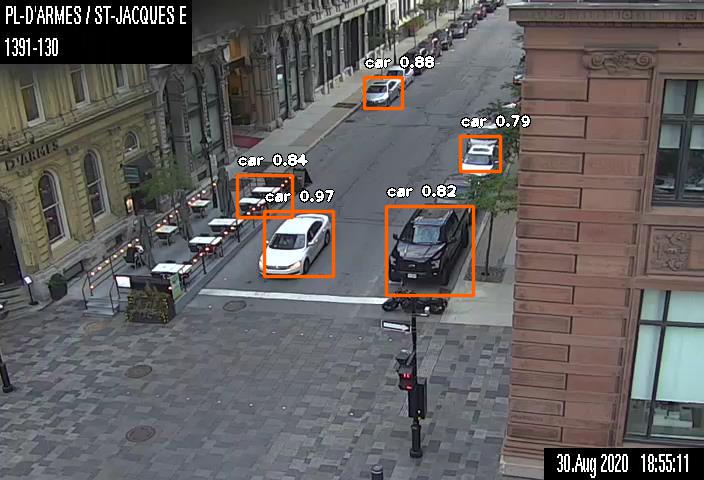 PL-D'ARMES / ST-JACQUES E
1391-130
car 0.88
car 0.79
car 0.84
car 0.97
car 0.82
D'ARMES
30.Aug 2020 18:55:11